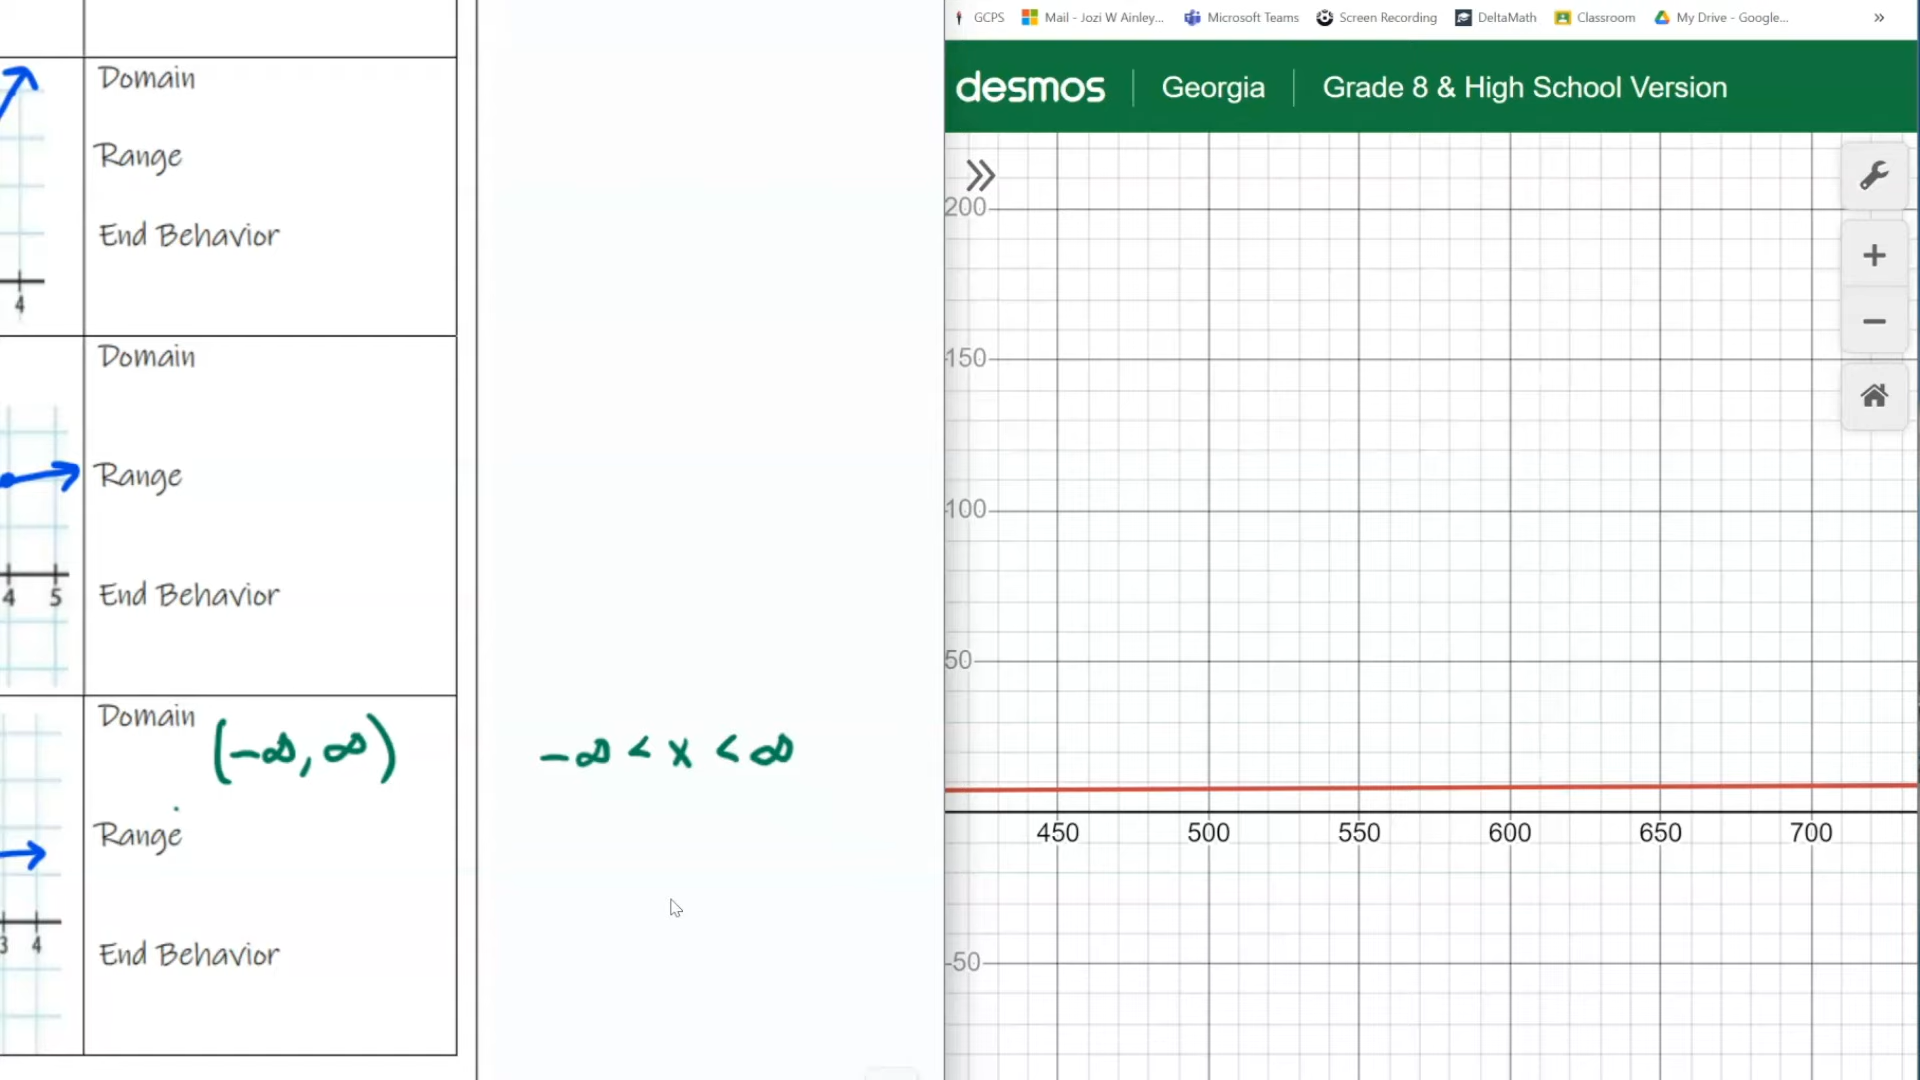 GCPS Mail - Jozi W Ainley... Microsoft Teams Screen Recording DeltaMath Classroom My Drive - Google... »
desmos Georgia Grade 8 & High School Version
Domain
Range
End Behavior
4
Domain
Range
4 5
End Behavior
Domain (-∞, ∞)
-∞ < x < ∞
Range
3 4
End Behavior
200
150
100
50
450 500 550 600 650 700
-50